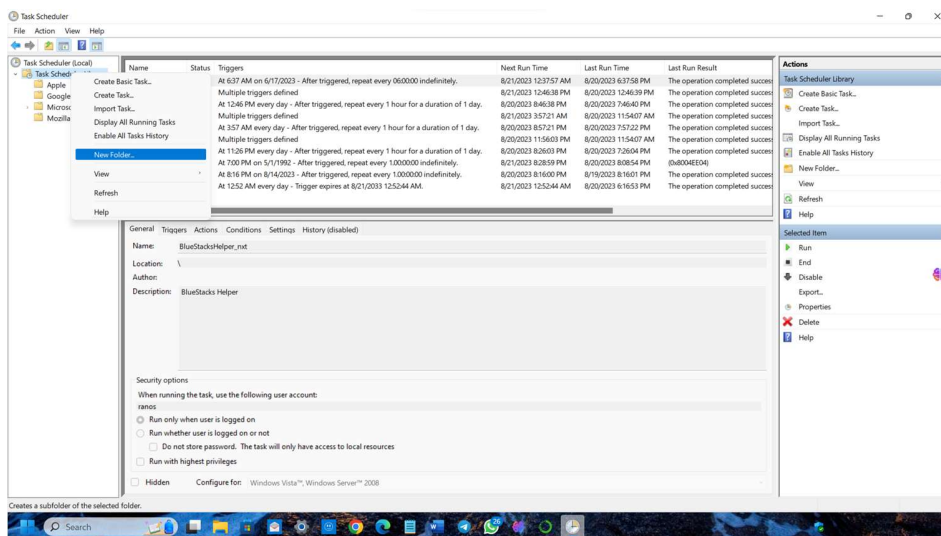 Task Scheduler
File Action View Help
Task Scheduler (Local)
Apple
Google
Mozilla
Create Basic Task...
Create Task...
Import Task...
Display All Running Tasks
Enable All Tasks History
New Folder...
View
Refresh
Help
Name Status Triggers Next Run Time Last Run Time Last Run Result
At 6:37 AM on 6/17/2023 - After triggered, repeat every 06:00:00 indefinitely. 8/21/2023 12:37:57 AM 8/20/2023 6:37:58 PM The operation completed success
Multiple triggers defined 8/21/2023 12:46:38 PM 8/20/2023 12:46:39 PM The operation completed success
At 12:46 PM every day - After triggered, repeat every 1 hour for a duration of 1 day. 8/20/2023 8:46:38 PM 8/20/2023 7:46:40 PM The operation completed success
Multiple triggers defined 8/21/2023 3:57:21 AM 8/20/2023 11:54:07 AM The operation completed success
At 3:57 AM every day - After triggered, repeat every 1 hour for a duration of 1 day. 8/20/2023 8:57:21 PM 8/20/2023 7:57:22 PM The operation completed success
Multiple triggers defined 8/20/2023 11:56:03 PM 8/20/2023 11:54:07 AM The operation completed success
At 11:26 PM every day - After triggered, repeat every 1 hour for a duration of 1 day. 8/20/2023 8:26:03 PM 8/20/2023 7:26:04 PM The operation completed success
At 7:00 PM on 5/1/1992 - After triggered, repeat every 1.00:00:00 indefinitely. 8/21/2023 8:28:59 PM 8/20/2023 8:08:54 PM (0x8004EE04)
At 8:16 PM on 8/14/2023 - After triggered, repeat every 1.00:00:00 indefinitely. 8/20/2023 8:16:00 PM 8/19/2023 8:16:01 PM The operation completed success
At 12:52 AM every day - Trigger expires at 8/21/2033 12:52:44 AM. 8/21/2023 12:52:44 AM 8/20/2023 6:16:53 PM The operation completed success
General Triggers Actions Conditions Settings History (disabled)
Name: BlueStacksHelper_nxt
Location: \
Author:
Description: BlueStacks Helper
Security options
When running the task, use the following user account:
ranos
Run only when user is logged on
Run whether user is logged on or not
Do not store password. The task will only have access to local resources
Run with highest privileges
Hidden Configure for: Windows Vista™, Windows Server™ 2008
Actions
Task Scheduler Library
Create Basic Task...
Create Task...
Import Task...
Display All Running Tasks
Enable All Tasks History
New Folder...
View
Refresh
Help
Selected Item
Run
End
Disable
Export...
Properties
Delete
Help
Creates a subfolder of the selected folder.
Search
26